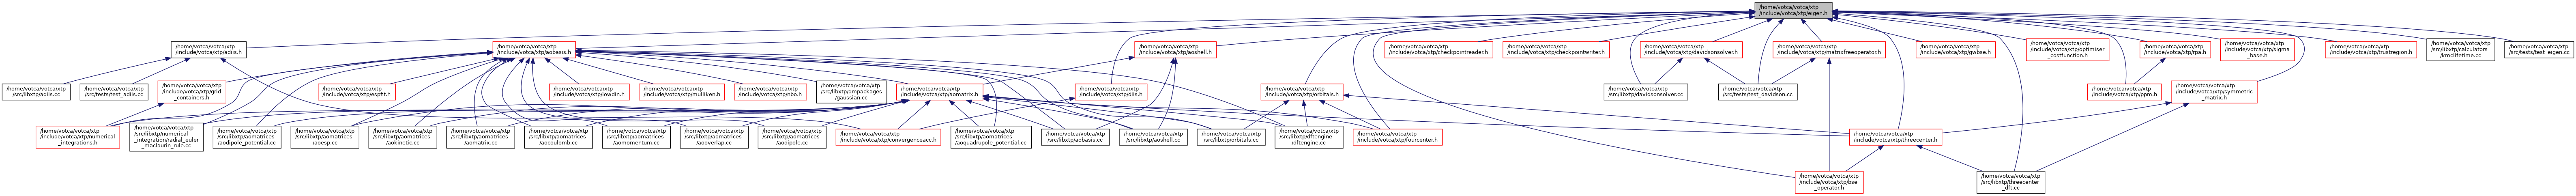 /home/votca/votca/xtp
/include/votca/xtp/eigen.h
/home/votca/votca/xtp
/include/votca/xtp/adiis.h
/home/votca/votca/xtp
/include/votca/xtp/aobasis.h
/home/votca/votca/xtp
/include/votca/xtp/aoshell.h
/home/votca/votca/xtp
/include/votca/xtp/checkpointreader.h
/home/votca/votca/xtp
/include/votca/xtp/checkpointwriter.h
/home/votca/votca/xtp
/include/votca/xtp/davidsonsolver.h
/home/votca/votca/xtp
/include/votca/xtp/matrixfreeoperator.h
/home/votca/votca/xtp
/include/votca/xtp/gwbse.h
/home/votca/votca/xtp
/include/votca/xtp/optimiser
_costfunction.h
/home/votca/votca/xtp
/include/votca/xtp/rpa.h
/home/votca/votca/xtp
/include/votca/xtp/sigma
_base.h
/home/votca/votca/xtp
/include/votca/xtp/trustregion.h
/home/votca/votca/xtp
/src/libxtp/calculators
/kmclifetime.cc
/home/votca/votca/xtp
/src/tests/test_eigen.cc
/home/votca/votca/xtp
/src/libxtp/adiis.cc
/home/votca/votca/xtp
/src/tests/test_adiis.cc
/home/votca/votca/xtp
/include/votca/xtp/grid
_containers.h
/home/votca/votca/xtp
/include/votca/xtp/espfit.h
/home/votca/votca/xtp
/include/votca/xtp/lowdin.h
/home/votca/votca/xtp
/include/votca/xtp/mulliken.h
/home/votca/votca/xtp
/include/votca/xtp/nbo.h
/home/votca/votca/xtp
/src/libxtp/qmpackages
/gaussian.cc
/home/votca/votca/xtp
/include/votca/xtp/aomatrix.h
/home/votca/votca/xtp
/include/votca/xtp/diis.h
/home/votca/votca/xtp
/include/votca/xtp/orbitals.h
/home/votca/votca/xtp
/src/libxtp/davidsonsolver.cc
/home/votca/votca/xtp
/src/tests/test_davidson.cc
/home/votca/votca/xtp
/include/votca/xtp/ppm.h
/home/votca/votca/xtp
/include/votca/xtp/symmetric
_matrix.h
/home/votca/votca/xtp
/include/votca/xtp/numerical
_integrations.h
/home/votca/votca/xtp
/src/libxtp/numerical
_integration/radial_euler
_maclaurin_rule.cc
/home/votca/votca/xtp
/src/libxtp/aomatrices
/aodipole_potential.cc
/home/votca/votca/xtp
/src/libxtp/aomatrices
/aoesp.cc
/home/votca/votca/xtp
/src/libxtp/aomatrices
/aokinetic.cc
/home/votca/votca/xtp
/src/libxtp/aomatrices
/aomatrix.cc
/home/votca/votca/xtp
/src/libxtp/aomatrices
/aocoulomb.cc
/home/votca/votca/xtp
/src/libxtp/aomatrices
/aomomentum.cc
/home/votca/votca/xtp
/src/libxtp/aomatrices
/aooverlap.cc
/home/votca/votca/xtp
/src/libxtp/aomatrices
/aodipole.cc
/home/votca/votca/xtp
/include/votca/xtp/convergenceacc.h
/home/votca/votca/xtp
/src/libxtp/aomatrices
/aoquadrupole_potential.cc
/home/votca/votca/xtp
/src/libxtp/aobasis.cc
/home/votca/votca/xtp
/src/libxtp/aoshell.cc
/home/votca/votca/xtp
/src/libxtp/orbitals.cc
/home/votca/votca/xtp
/src/libxtp/dftengine
/dftengine.cc
/home/votca/votca/xtp
/include/votca/xtp/fourcenter.h
/home/votca/votca/xtp
/include/votca/xtp/threecenter.h
/home/votca/votca/xtp
/include/votca/xtp/bse
_operator.h
/home/votca/votca/xtp
/src/libxtp/threecenter
_dft.cc